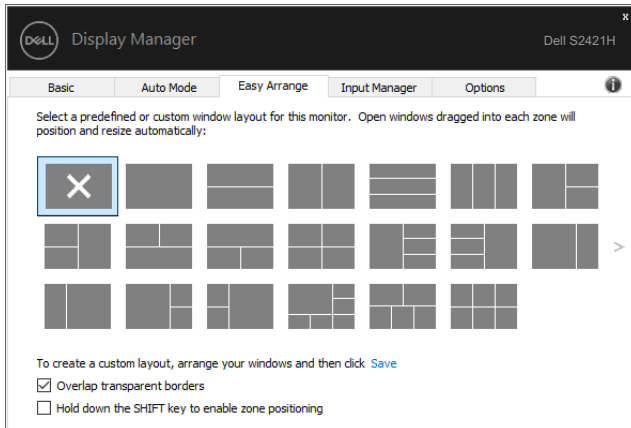 x
DELL Display Manager Dell S2421H
Basic Auto Mode Easy Arrange Input Manager Options i
Select a predefined or custom window layout for this monitor. Open windows dragged into each zone will
position and resize automatically:
>
To create a custom layout, arrange your windows and then click Save
Overlap transparent borders
Hold down the SHIFT key to enable zone positioning